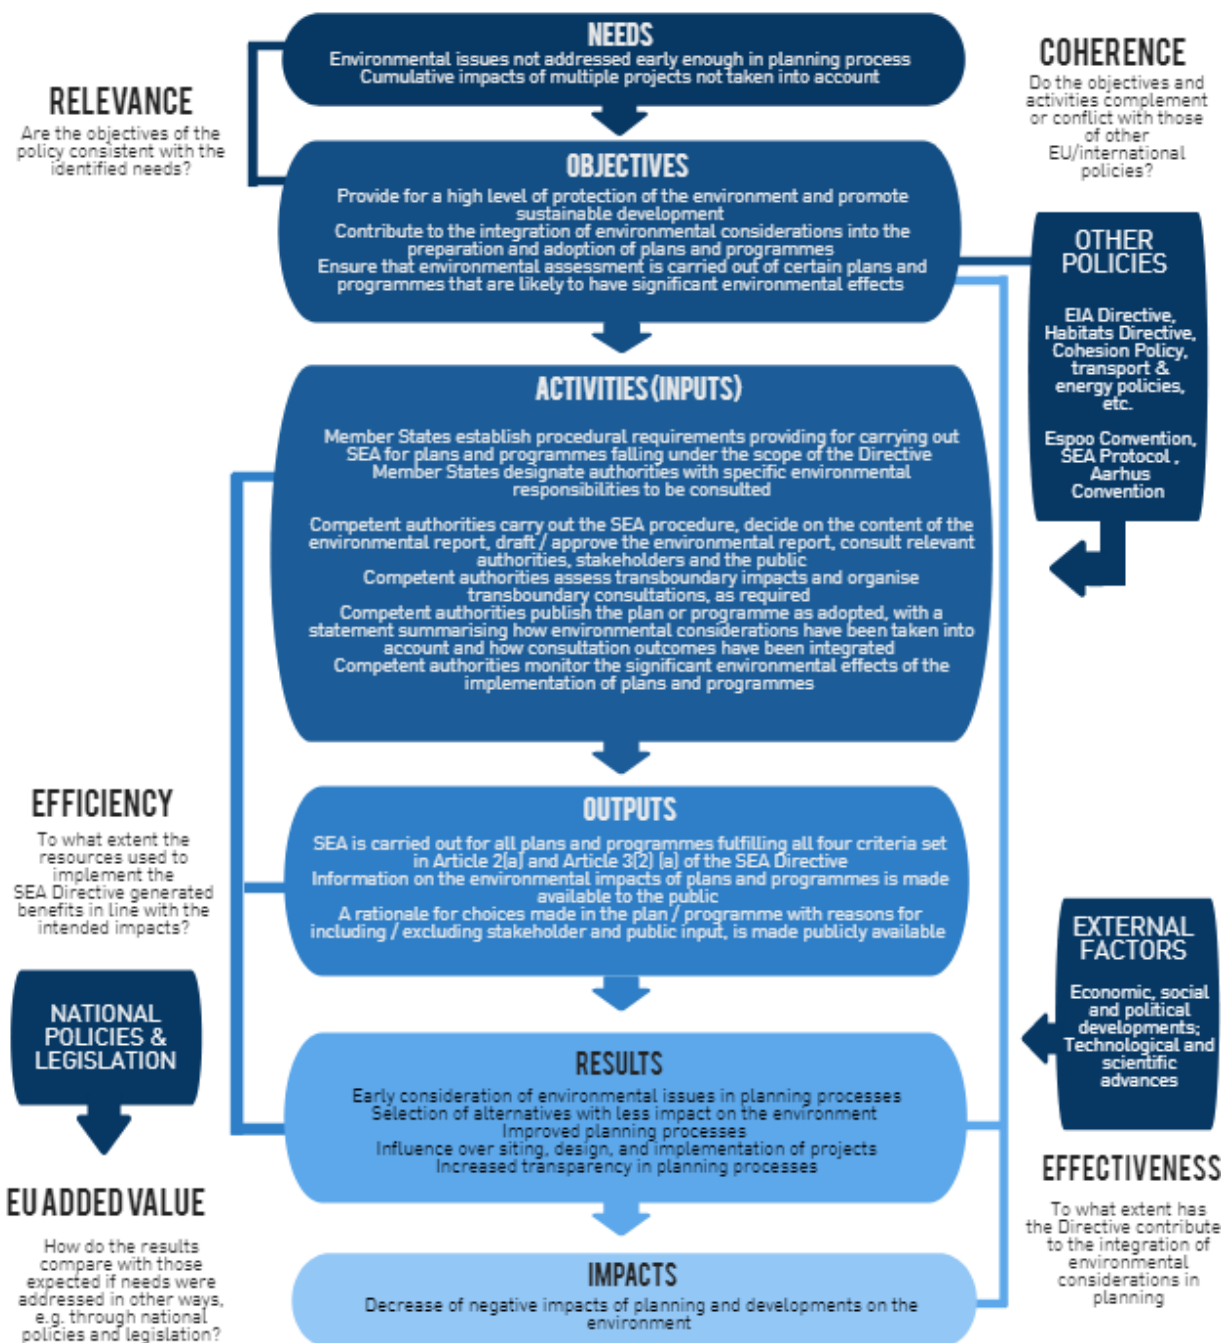 NEEDS
Environmental issues not addressed early enough in planning process
Cumulative impacts of multiple projects not taken into account
COHERENCE
Do the objectives and
activities complement
or conflict with those
of other
EU/international
policies?
RELEVANCE
Are the objectives of the
policy consistent with the
identified needs?
OBJECTIVES
Provide for a high level of protection of the environment and promote
sustainable development
Contribute to the integration of environmental considerations into the
preparation and adoption of plans and programmes
Ensure that environmental assessment is carried out of certain plans and
programmes that are likely to have significant environmental effects
OTHER
POLICIES
EIA Directive,
Habitats Directive,
Cohesion Policy,
transport &
energy policies,
etc.
Espoo Convention,
SEA Protocol ,
Aarhus
Convention
ACTIVITIES (INPUTS)
Member States establish procedural requirements providing for carrying out
SEA for plans and programmes falling under the scope of the Directive
Member States designate authorities with specific environmental
responsibilities to be consulted
Competent authorities carry out the SEA procedure, decide on the content of the
environmental report, draft / approve the environmental report, consult relevant
authorities, stakeholders and the public
Competent authorities assess transboundary impacts and organise
transboundary consultations, as required
Competent authorities publish the plan or programme as adopted, with a
statement summarising how environmental considerations have been taken into
account and how consultation outcomes have been integrated
Competent authorities monitor the significant environmental effects of the
implementation of plans and programmes
EFFICIENCY
To what extent the
resources used to
implement the
SEA Directive generated
benefits in line with the
intended impacts?
OUTPUTS
SEA is carried out for all plans and programmes fulfilling all four criteria set
in Article 2(a) and Article 3(2) (a) of the SEA Directive
Information on the environmental impacts of plans and programmes is made
available to the public
A rationale for choices made in the plan / programme with reasons for
including / excluding stakeholder and public input, is made publicly available
EXTERNAL
FACTORS
Economic, social
and political
developments;
Technological and
scientific
advances
NATIONAL
POLICIES &
LEGISLATION
RESULTS
Early consideration of environmental issues in planning processes
Selection of alternatives with less impact on the environment
Improved planning processes
Influence over siting, design, and implementation of projects
Increased transparency in planning processes
EU ADDED VALUE
How do the results
compare with those
expected if needs were
addressed in other ways,
e.g. through national
policies and legislation?
EFFECTIVENESS
To what extent has
the Directive contribute
to the integration of
environmental
considerations in
planning
IMPACTS
Decrease of negative impacts of planning and developments on the
environment